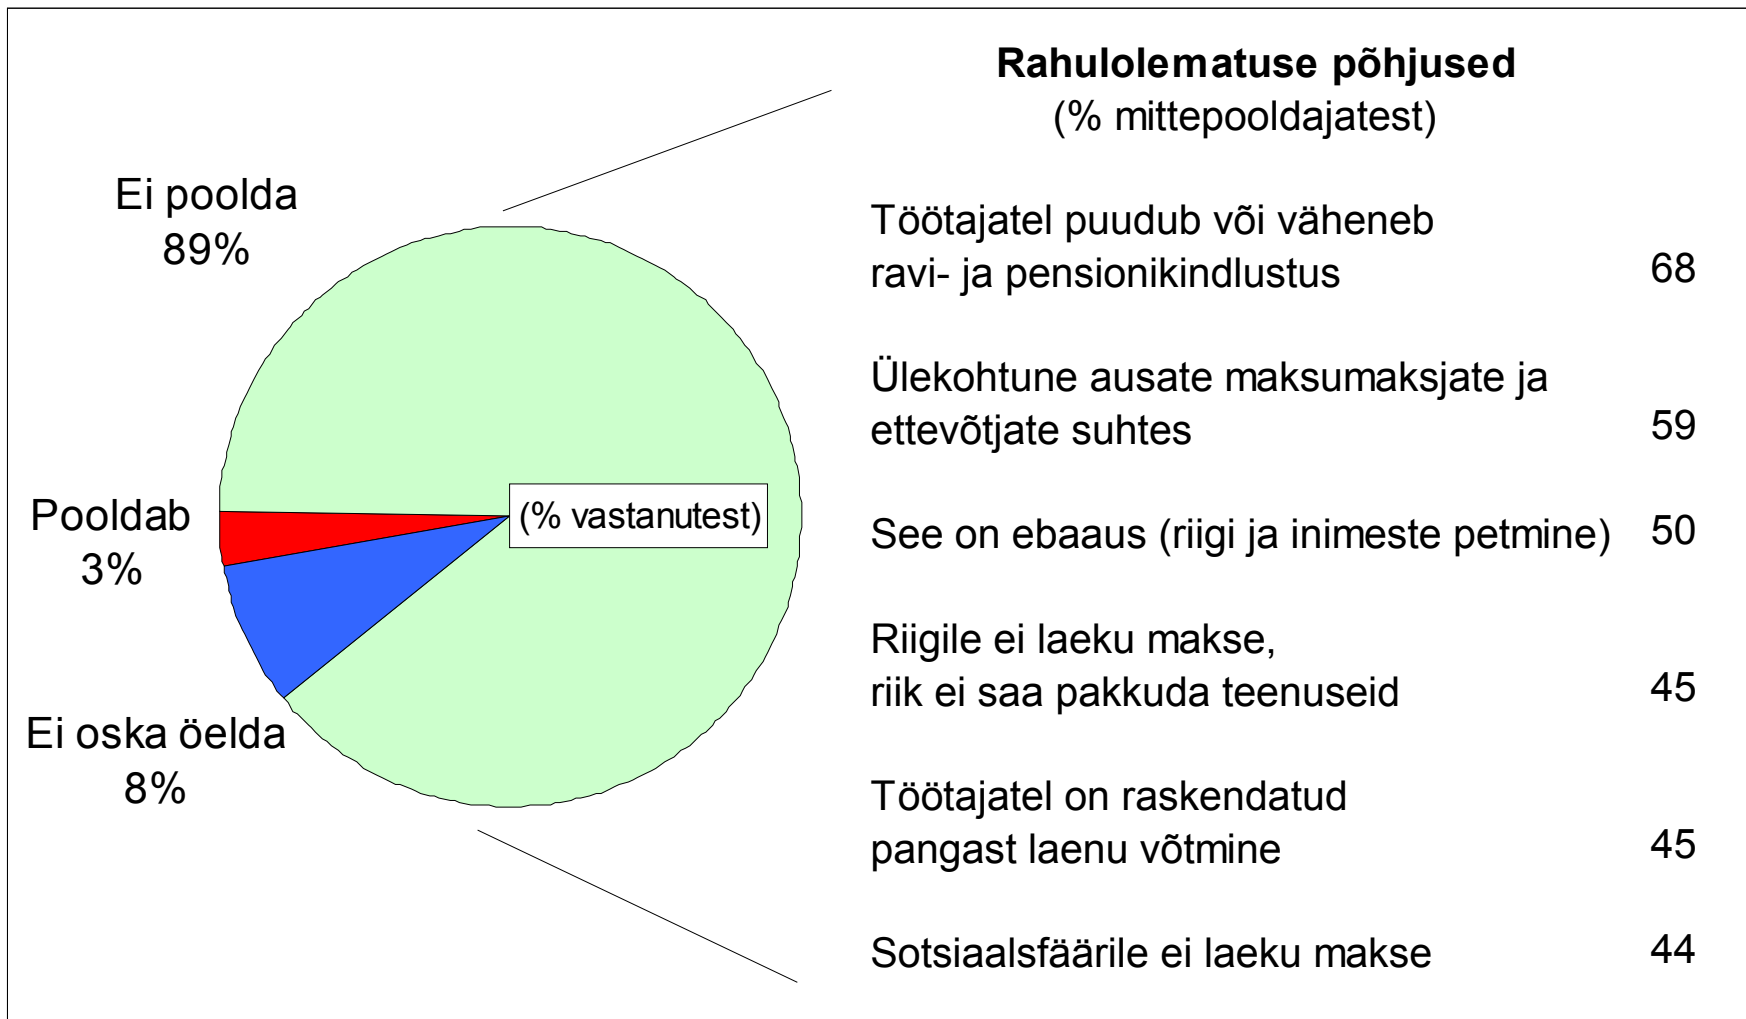 Ei poolda
89%
Pooldab
3%
Ei oska öelda
8%
(% vastanutest)
Rahulolematuse põhjused
(% mittepooldajatest)
Töötajatel puudub või väheneb
ravi- ja pensionikindlustus 68
Ülekohtune ausate maksumaksjate ja
ettevõtjate suhtes 59
See on ebaaus (riigi ja inimeste petmine) 50
Riigile ei laeku makse,
riik ei saa pakkuda teenuseid 45
Töötajatel on raskendatud
pangast laenu võtmine 45
Sotsiaalsfäärile ei laeku makse 44